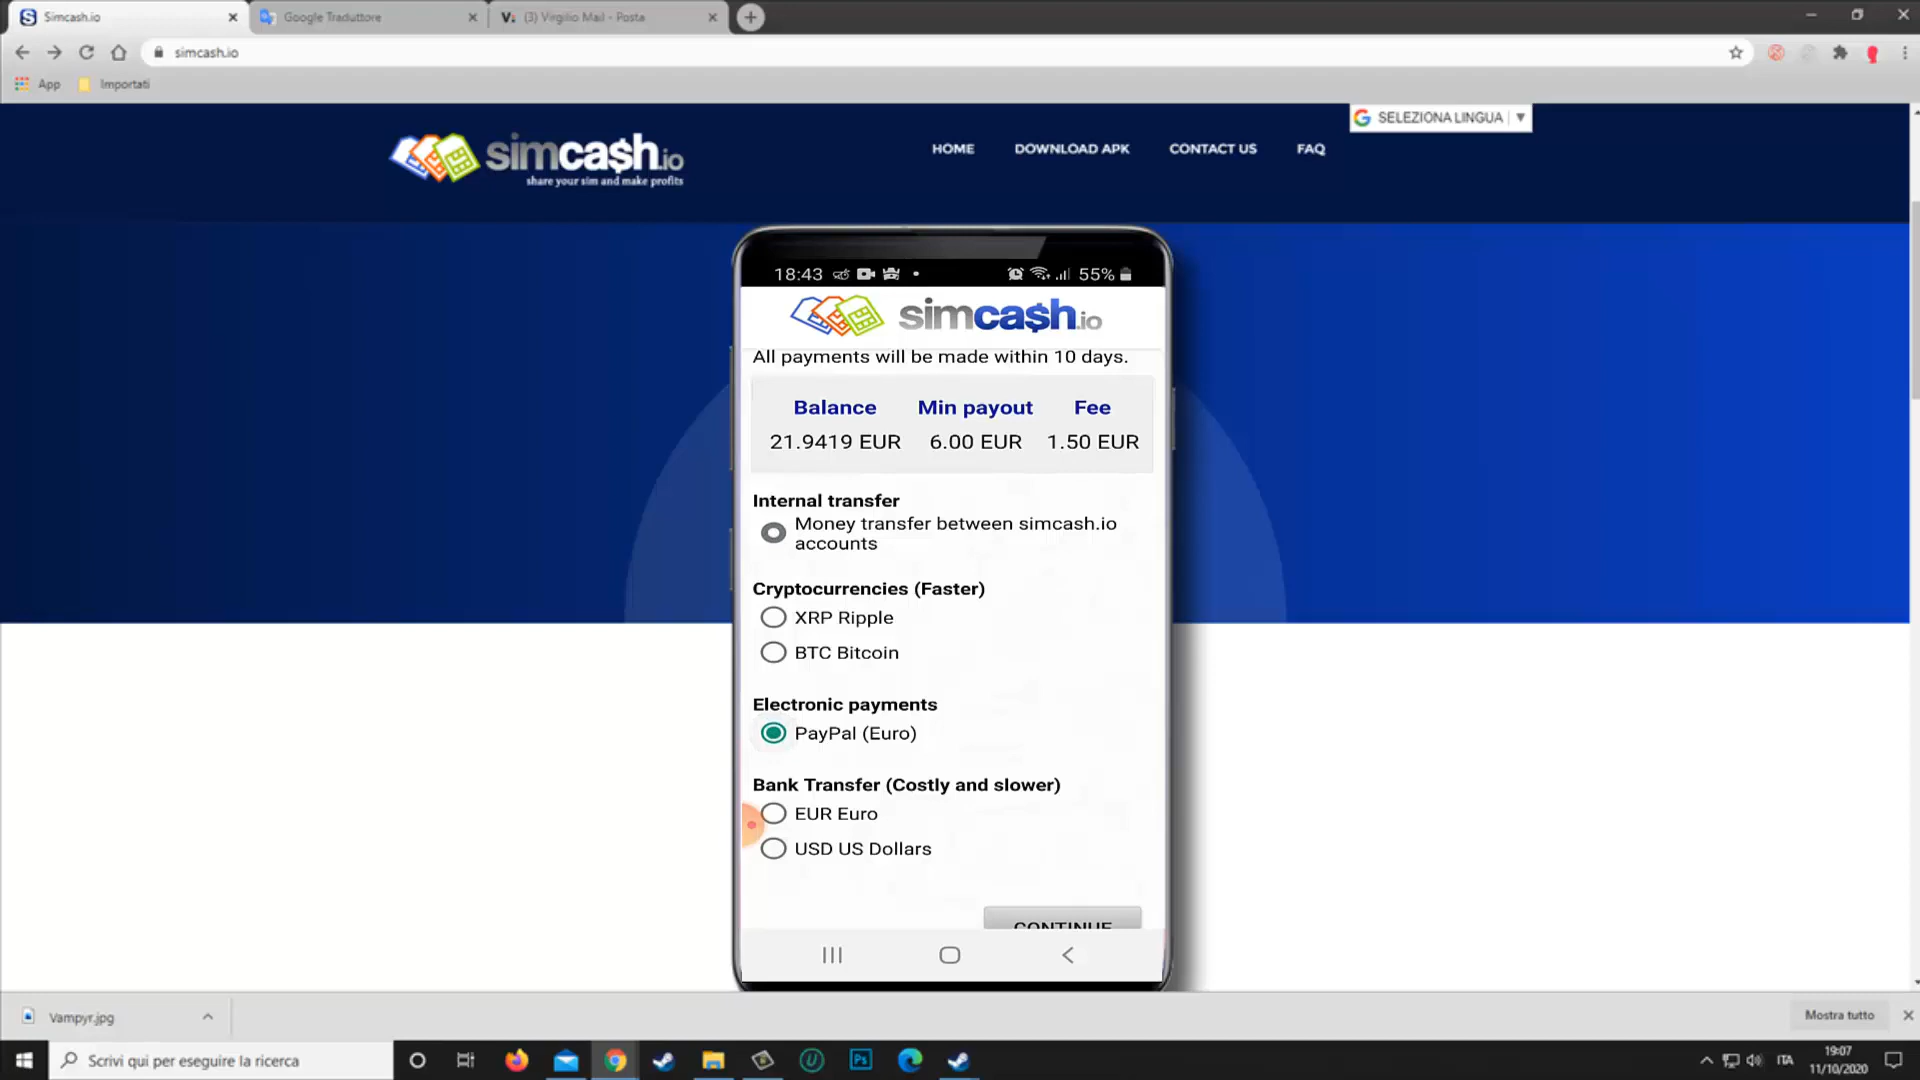 Simcash.io
Google Traduttore
(3) Virgilio Mail - Posta
simcash.io
App
Importati
SELEZIONA LINGUA
simca$h.io
share your sim and make profits
HOME
DOWNLOAD APK
CONTACT US
FAQ
18:43
55%
simca$h.io
All payments will be made within 10 days.
Balance Min payout Fee
21.9419 EUR 6.00 EUR 1.50 EUR
Internal transfer
Money transfer between simcash.io
accounts
Cryptocurrencies (Faster)
XRP Ripple
BTC Bitcoin
Electronic payments
PayPal (Euro)
Bank Transfer (Costly and slower)
EUR Euro
USD US Dollars
CONTINUE
Vampyr.jpg
Mostra tutto
Scrivi qui per eseguire la ricerca
Ps
ITA
19:07
11/10/2020